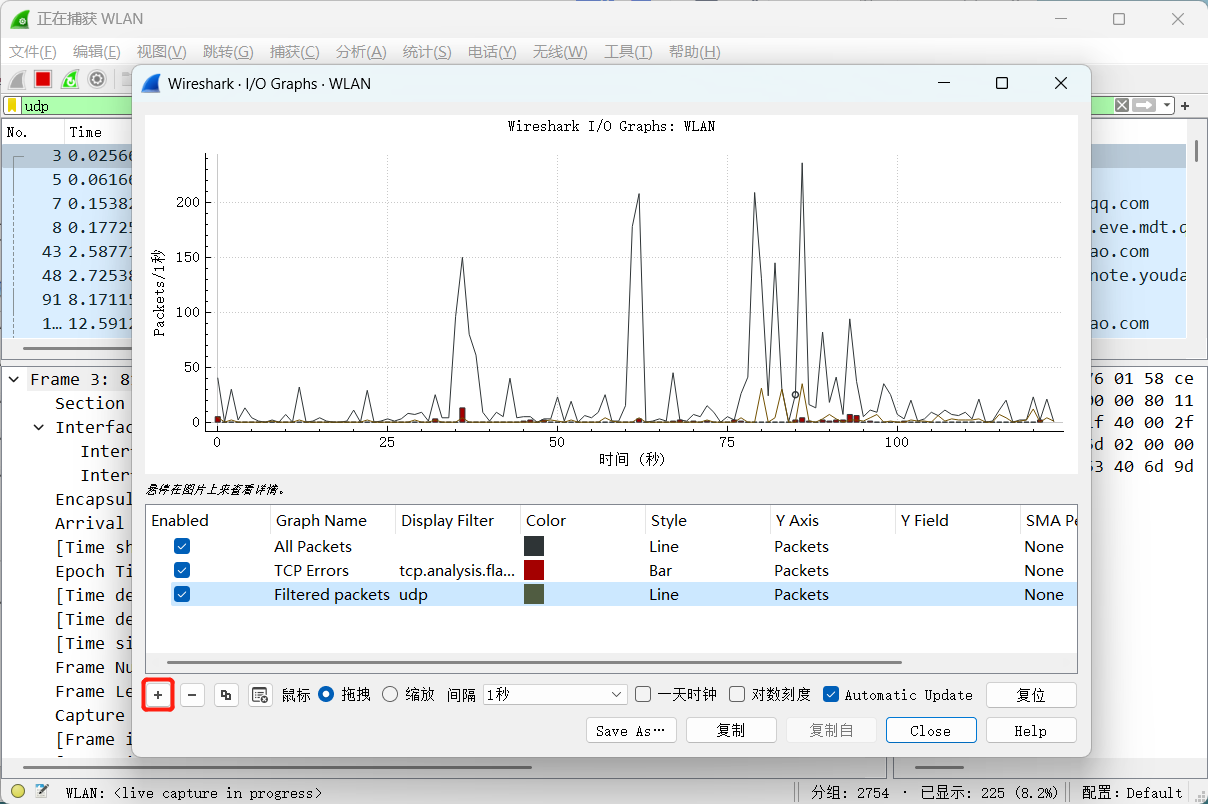 正在捕获 WLAN
文件(F) 编辑(E) 视图(V) 跳转(G) 捕获(C) 分析(A) 统计(S) 电话(Y) 无线(W) 工具(T) 帮助(H)
udp
No. Time
3 0.02566
5 0.06166
7 0.15382 qq.com
8 0.17725 .eve.mdt.q
43 2.58771 ao.com
48 2.72538 note.youda
91 8.17115
1… 12.5912 ao.com
Wireshark · I/O Graphs · WLAN
Wireshark I/O Graphs: WLAN
Packets/1秒
200
150
100
50
0
0 25 50 75 100
时间 (秒)
悬停在图片上来查看详情。
Enabled Graph Name Display Filter Color Style Y Axis Y Field SMA Pe
All Packets Line Packets None
TCP Errors tcp.analysis.fla... Bar Packets None
Filtered packets udp Line Packets None
+ − 鼠标 拖拽 缩放 间隔 1秒 一天时钟 对数刻度 Automatic Update 复位
Save As… 复制 复制自 Close Help
Frame 3: 8
Section
Interfac
Inter
Inter
Encapsul
Arrival
[Time sh
Epoch Ti
[Time de
[Time de
[Time si
Frame Nu
Frame Le
Capture
[Frame i
76 01 58 ce
00 00 80 11
1f 40 00 2f
6d 02 00 00
63 40 6d 9d
WLAN: <live capture in progress> 分组: 2754 · 已显示: 225 (8.2%) 配置: Default